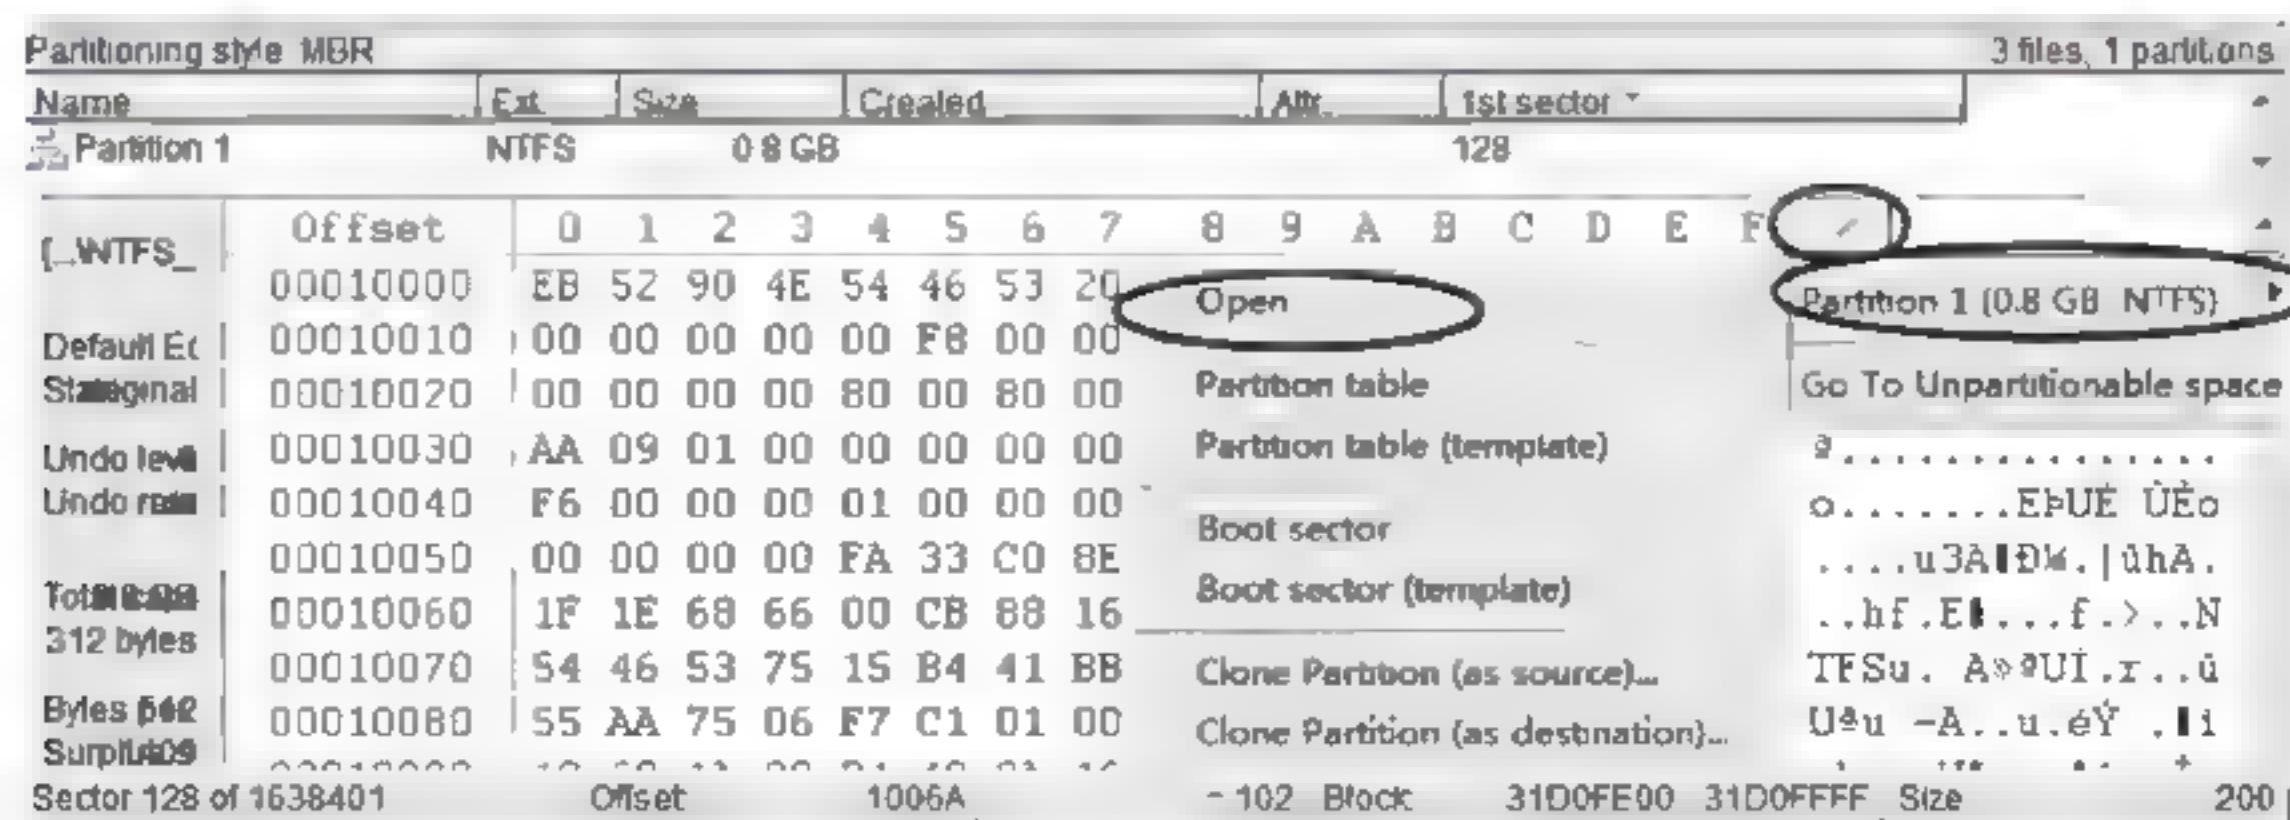 Partitioning style MBR 3 files, 1 partitions
Name Ext. Size Created Attr. 1st sector
Partition 1 NTFS 0.8 GB 128
Offset 0 1 2 3 4 5 6 7 8 9 A B C D E F
[...\NTFS_
00010000 EB 52 90 4E 54 46 53 20 Open Partition 1 (0.8 GB NTFS)
00010010 00 00 00 00 00 F8 00 00
00010020 00 00 00 00 80 00 80 00 Partition table Go To Unpartitionable space
00010030 AA 09 01 00 00 00 00 00 Partition table (template) ª...............
Undo
00010040 F6 00 00 00 01 00 00 00
Undo
Boot sector
00010050 00 00 00 00 FA 33 C0 8E
Boot sector (template)
00010060 1F 1E 68 66 00 CB 88 16
312 bytes
00010070 54 46 53 75 15 B4 41 BB Clone Partition (as source)...
Bytes
00010080 55 AA 75 06 F7 C1 01 00 Clone Partition (as destination)...
Sector 128 of 1638401 Offset 1006A = 102 Block 31D0FE00 31D0FFFF Size 200